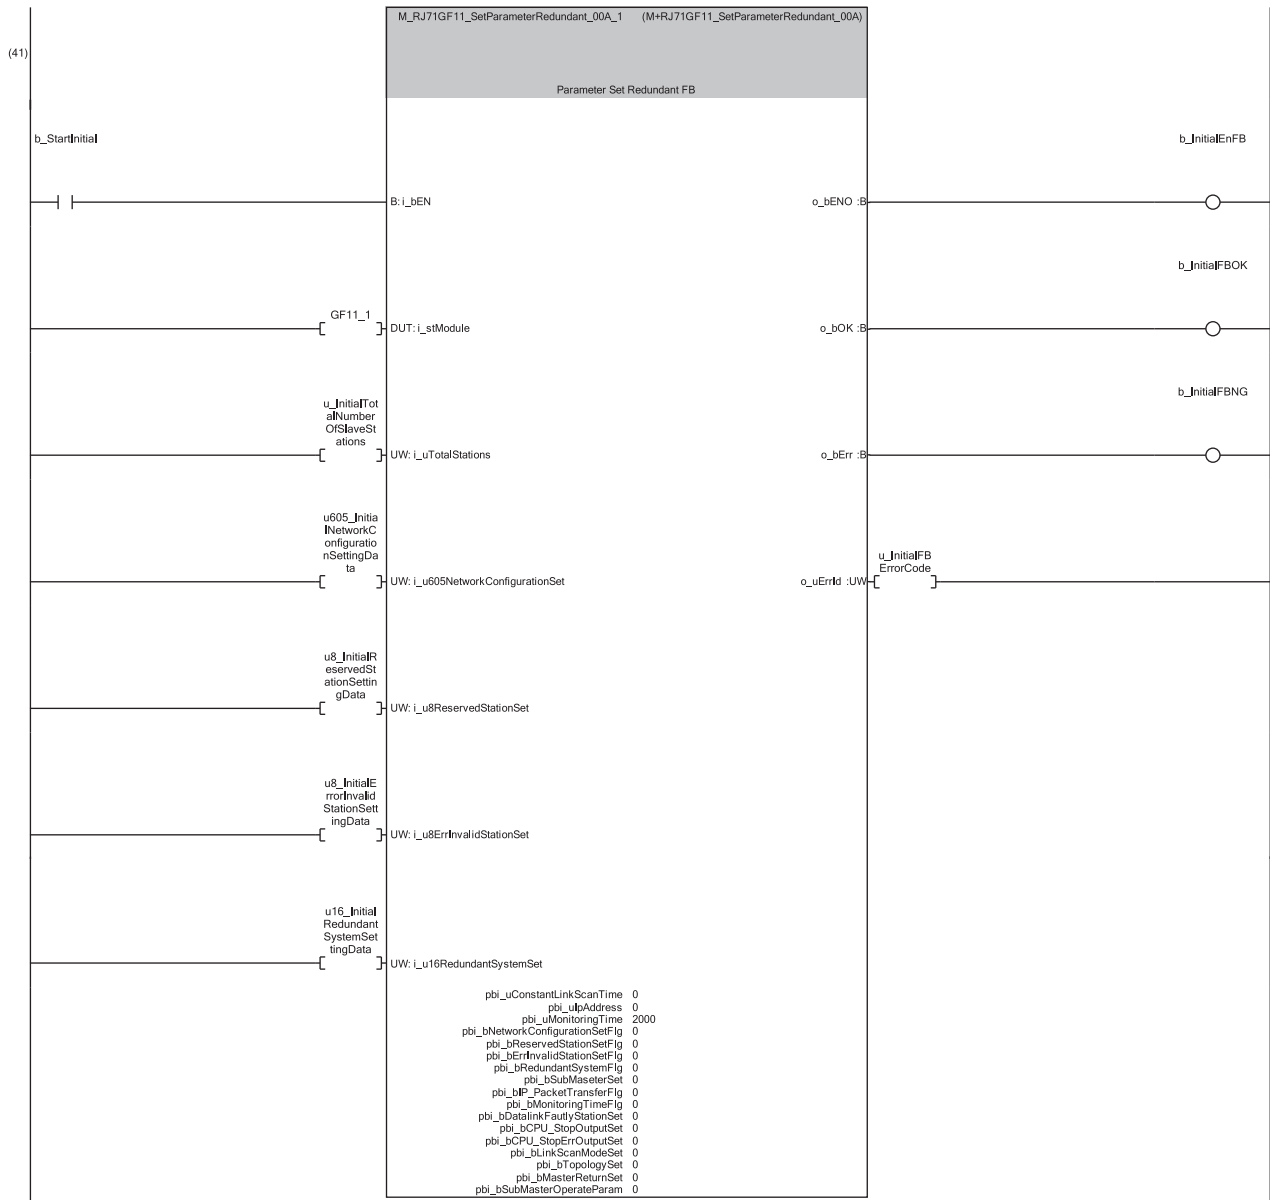 M_RJ71GF11_SetParameterRedundant_00A_1 (M+RJ71GF11_SetParameterRedundant_00A)
(41)
Parameter Set Redundant FB
b_StartInitial
b_InitialEnFB
B: i_bEN
o_bENO :B
b_InitialFBOK
GF11_1
DUT: i_stModule
o_bOK :B
b_InitialFBNG
u_InitialTot
alNumber
OfSlaveSt
ations
UW: i_uTotalStations
o_bErr :B
u605_Initia
lNetworkC
onfiguratio
nSettingDa
ta
UW: i_u605NetworkConfigurationSet
o_uErrId :UW
u_InitialFB
ErrorCode
u8_InitialR
eservedSt
ationSettin
gData
UW: i_u8ReservedStationSet
u8_InitialE
rrorInvalid
StationSett
ingData
UW: i_u8ErrInvalidStationSet
u16_Initial
Redundant
SystemSet
tingData
UW: i_u16RedundantSystemSet
pbi_uConstantLinkScanTime 0
pbi_uIpAddress 0
pbi_uMonitoringTime 2000
pbi_bNetworkConfigurationSetFlg 0
pbi_bReservedStationSetFlg 0
pbi_bErrInvalidStationSetFlg 0
pbi_bRedundantSystemFlg 0
pbi_bSubMaseterSet 0
pbi_bIP_PacketTransferFlg 0
pbi_bMonitoringTimeFlg 0
pbi_bDatalinkFautlyStationSet 0
pbi_bCPU_StopOutputSet 0
pbi_bCPU_StopErrOutputSet 0
pbi_bLinkScanModeSet 0
pbi_bTopologySet 0
pbi_bMasterReturnSet 0
pbi_bSubMasterOperateParam 0